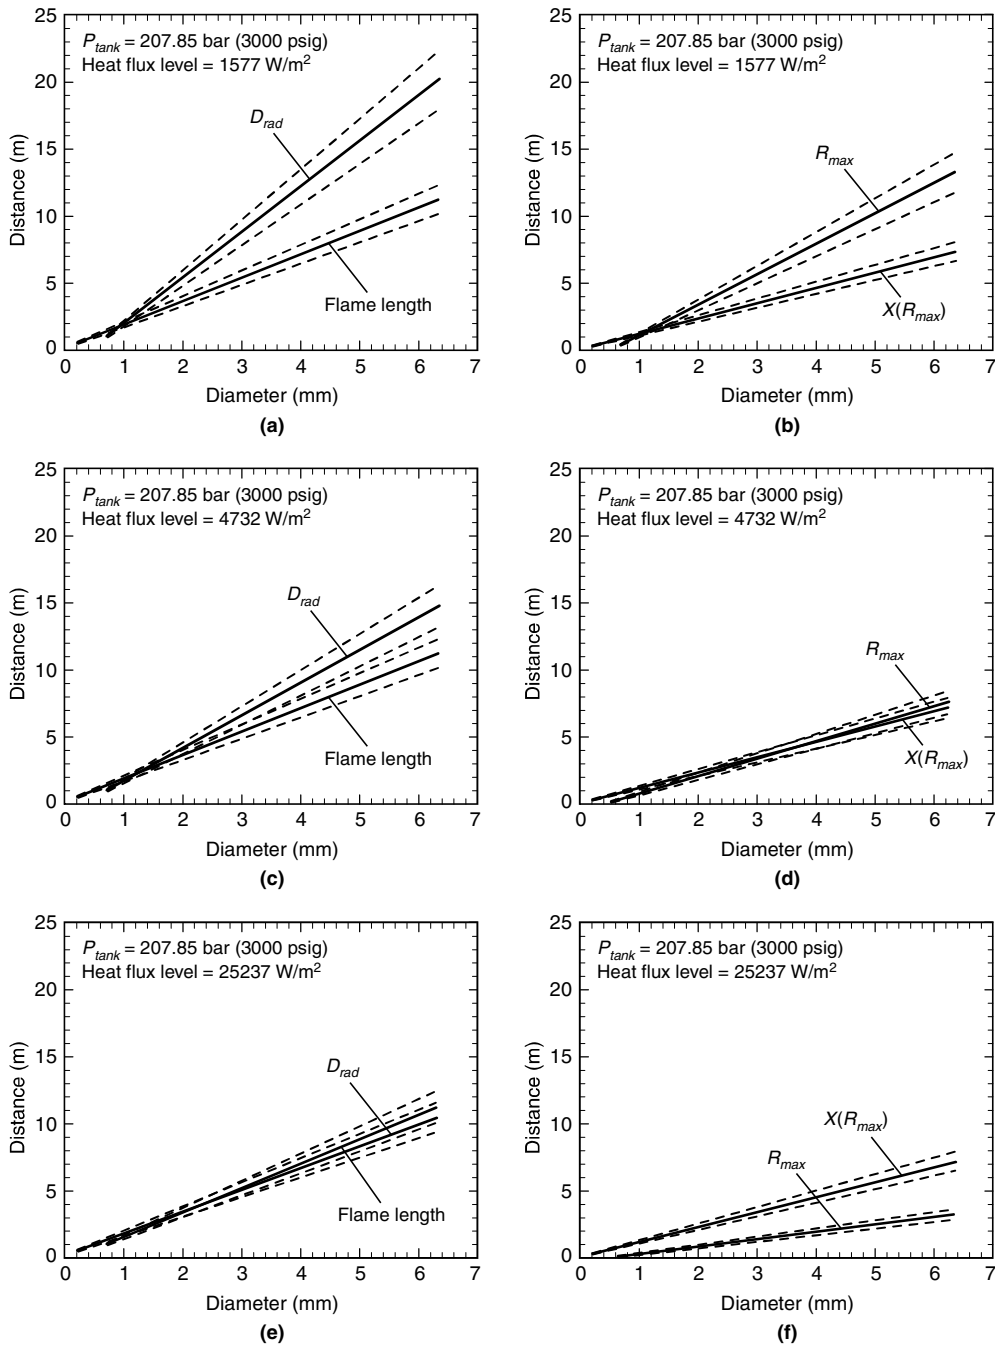 25
20
15
10
5
0
Distance (m)
P_tank = 207.85 bar (3000 psig)
Heat flux level = 1577 W/m²
D_rad
Flame length
0 1 2 3 4 5 6 7
Diameter (mm)
(a)
25
20
15
10
5
0
Distance (m)
P_tank = 207.85 bar (3000 psig)
Heat flux level = 1577 W/m²
R_max
X(R_max)
0 1 2 3 4 5 6 7
Diameter (mm)
(b)
25
20
15
10
5
0
Distance (m)
P_tank = 207.85 bar (3000 psig)
Heat flux level = 4732 W/m²
D_rad
Flame length
0 1 2 3 4 5 6 7
Diameter (mm)
(c)
25
20
15
10
5
0
Distance (m)
P_tank = 207.85 bar (3000 psig)
Heat flux level = 4732 W/m²
R_max
X(R_max)
0 1 2 3 4 5 6 7
Diameter (mm)
(d)
25
20
15
10
5
0
Distance (m)
P_tank = 207.85 bar (3000 psig)
Heat flux level = 25237 W/m²
D_rad
Flame length
0 1 2 3 4 5 6 7
Diameter (mm)
(e)
25
20
15
10
5
0
Distance (m)
P_tank = 207.85 bar (3000 psig)
Heat flux level = 25237 W/m²
X(R_max)
R_max
0 1 2 3 4 5 6 7
Diameter (mm)
(f)